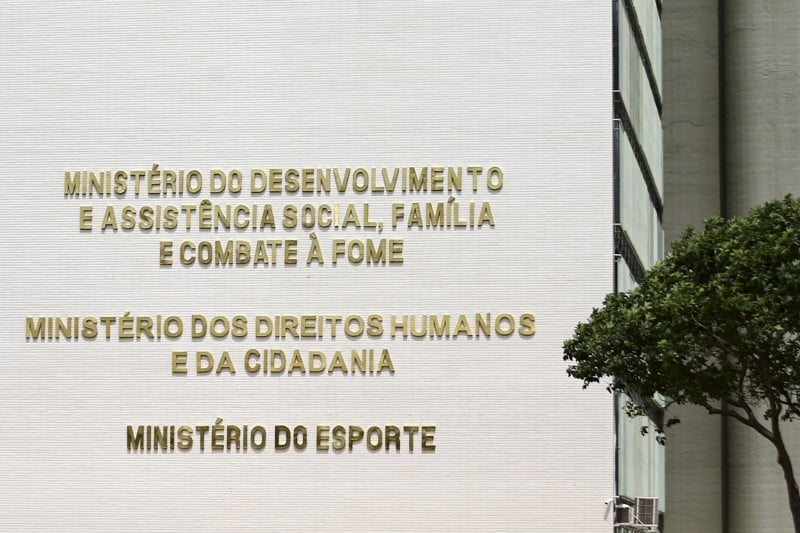 MINISTÉRIO DO DESENVOLVIMENTO
E ASSISTÊNCIA SOCIAL, FAMÍLIA
E COMBATE À FOME
MINISTÉRIO DOS DIREITOS HUMANOS
E DA CIDADANIA
MINISTÉRIO DO ESPORTE